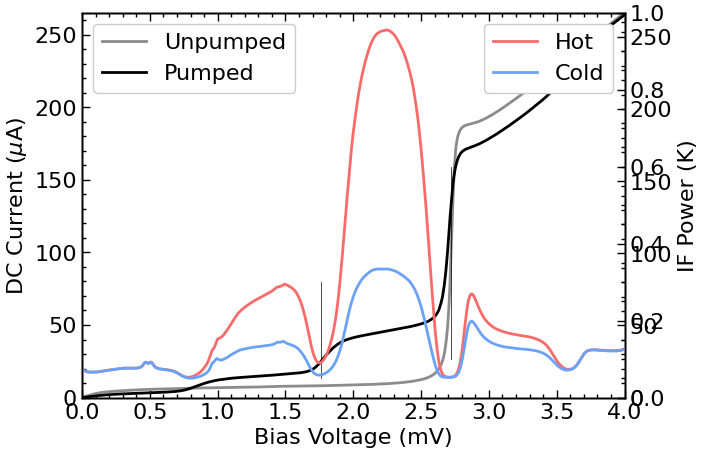 Unpumped
Pumped
Hot
Cold
DC Current (μA)
250
200
150
100
50
0
1.0
0.8
0.6
0.4
0.2
0.0
250
200
150
100
50
0
IF Power (K)
0.0 0.5 1.0 1.5 2.0 2.5 3.0 3.5 4.0
Bias Voltage (mV)